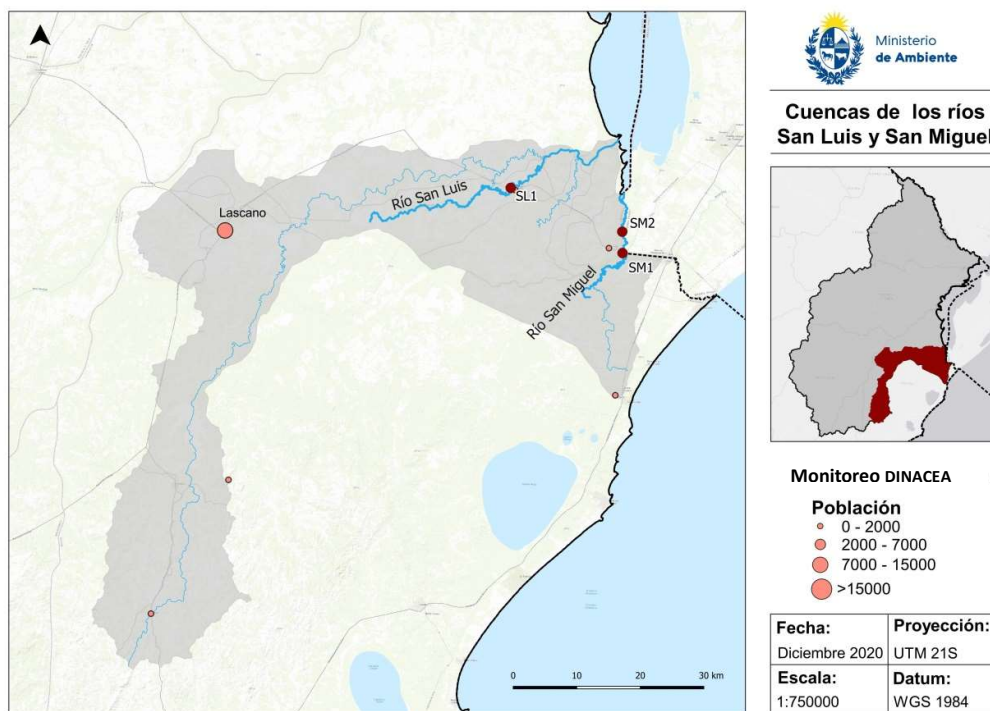 Lascano
Río San Luis
SL1
SM2
SM1
Río San Miguel
0 10 20 30 km
Ministerio
de Ambiente
Cuencas de los ríos
San Luis y San Miguel
Monitoreo DINACEA
Población
0 - 2000
2000 - 7000
7000 - 15000
>15000
Fecha:
Diciembre 2020
Proyección:
UTM 21S
Escala:
1:750000
Datum:
WGS 1984